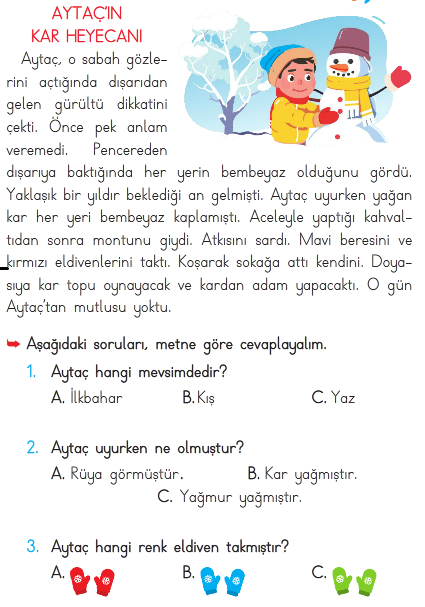 AYTAÇ'IN
KAR HEYECANI
Aytaç, o sabah gözle-
rini açtığında dışarıdan
gelen gürültü dikkatini
çekti. Önce pek anlam
veremedi. Pencereden
dışarıya baktığında her yerin bembeyaz olduğunu gördü.
Yaklaşık bir yıldır beklediği an gelmişti. Aytaç uyurken yağan
kar her yeri bembeyaz kaplamıştı. Aceleyle yaptığı kahval-
tıdan sonra montunu giydi. Atkısını sardı. Mavi beresini ve
kırmızı eldivenlerini taktı. Koşarak sokağa attı kendini. Doya-
sıya kar topu oynayacak ve kardan adam yapacaktı. O gün
Aytaç'tan mutlusu yoktu.
Aşağıdaki soruları, metne göre cevaplayalım.
1. Aytaç hangi mevsimdedir?
A. İlkbahar B. Kış C. Yaz
2. Aytaç uyurken ne olmuştur?
A. Rüya görmüştür. B. Kar yağmıştır.
C. Yağmur yağmıştır.
3. Aytaç hangi renk eldiven takmıştır?
A. B. C.